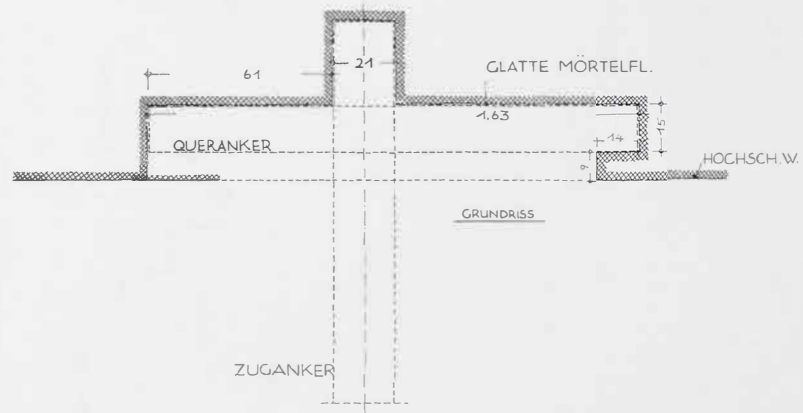 61
21
GLATTE MÖRTELFL.
1.63
14
15
QUERANKER
9
HOCHSCH.W.
GRUNDRISS
ZUGANKER